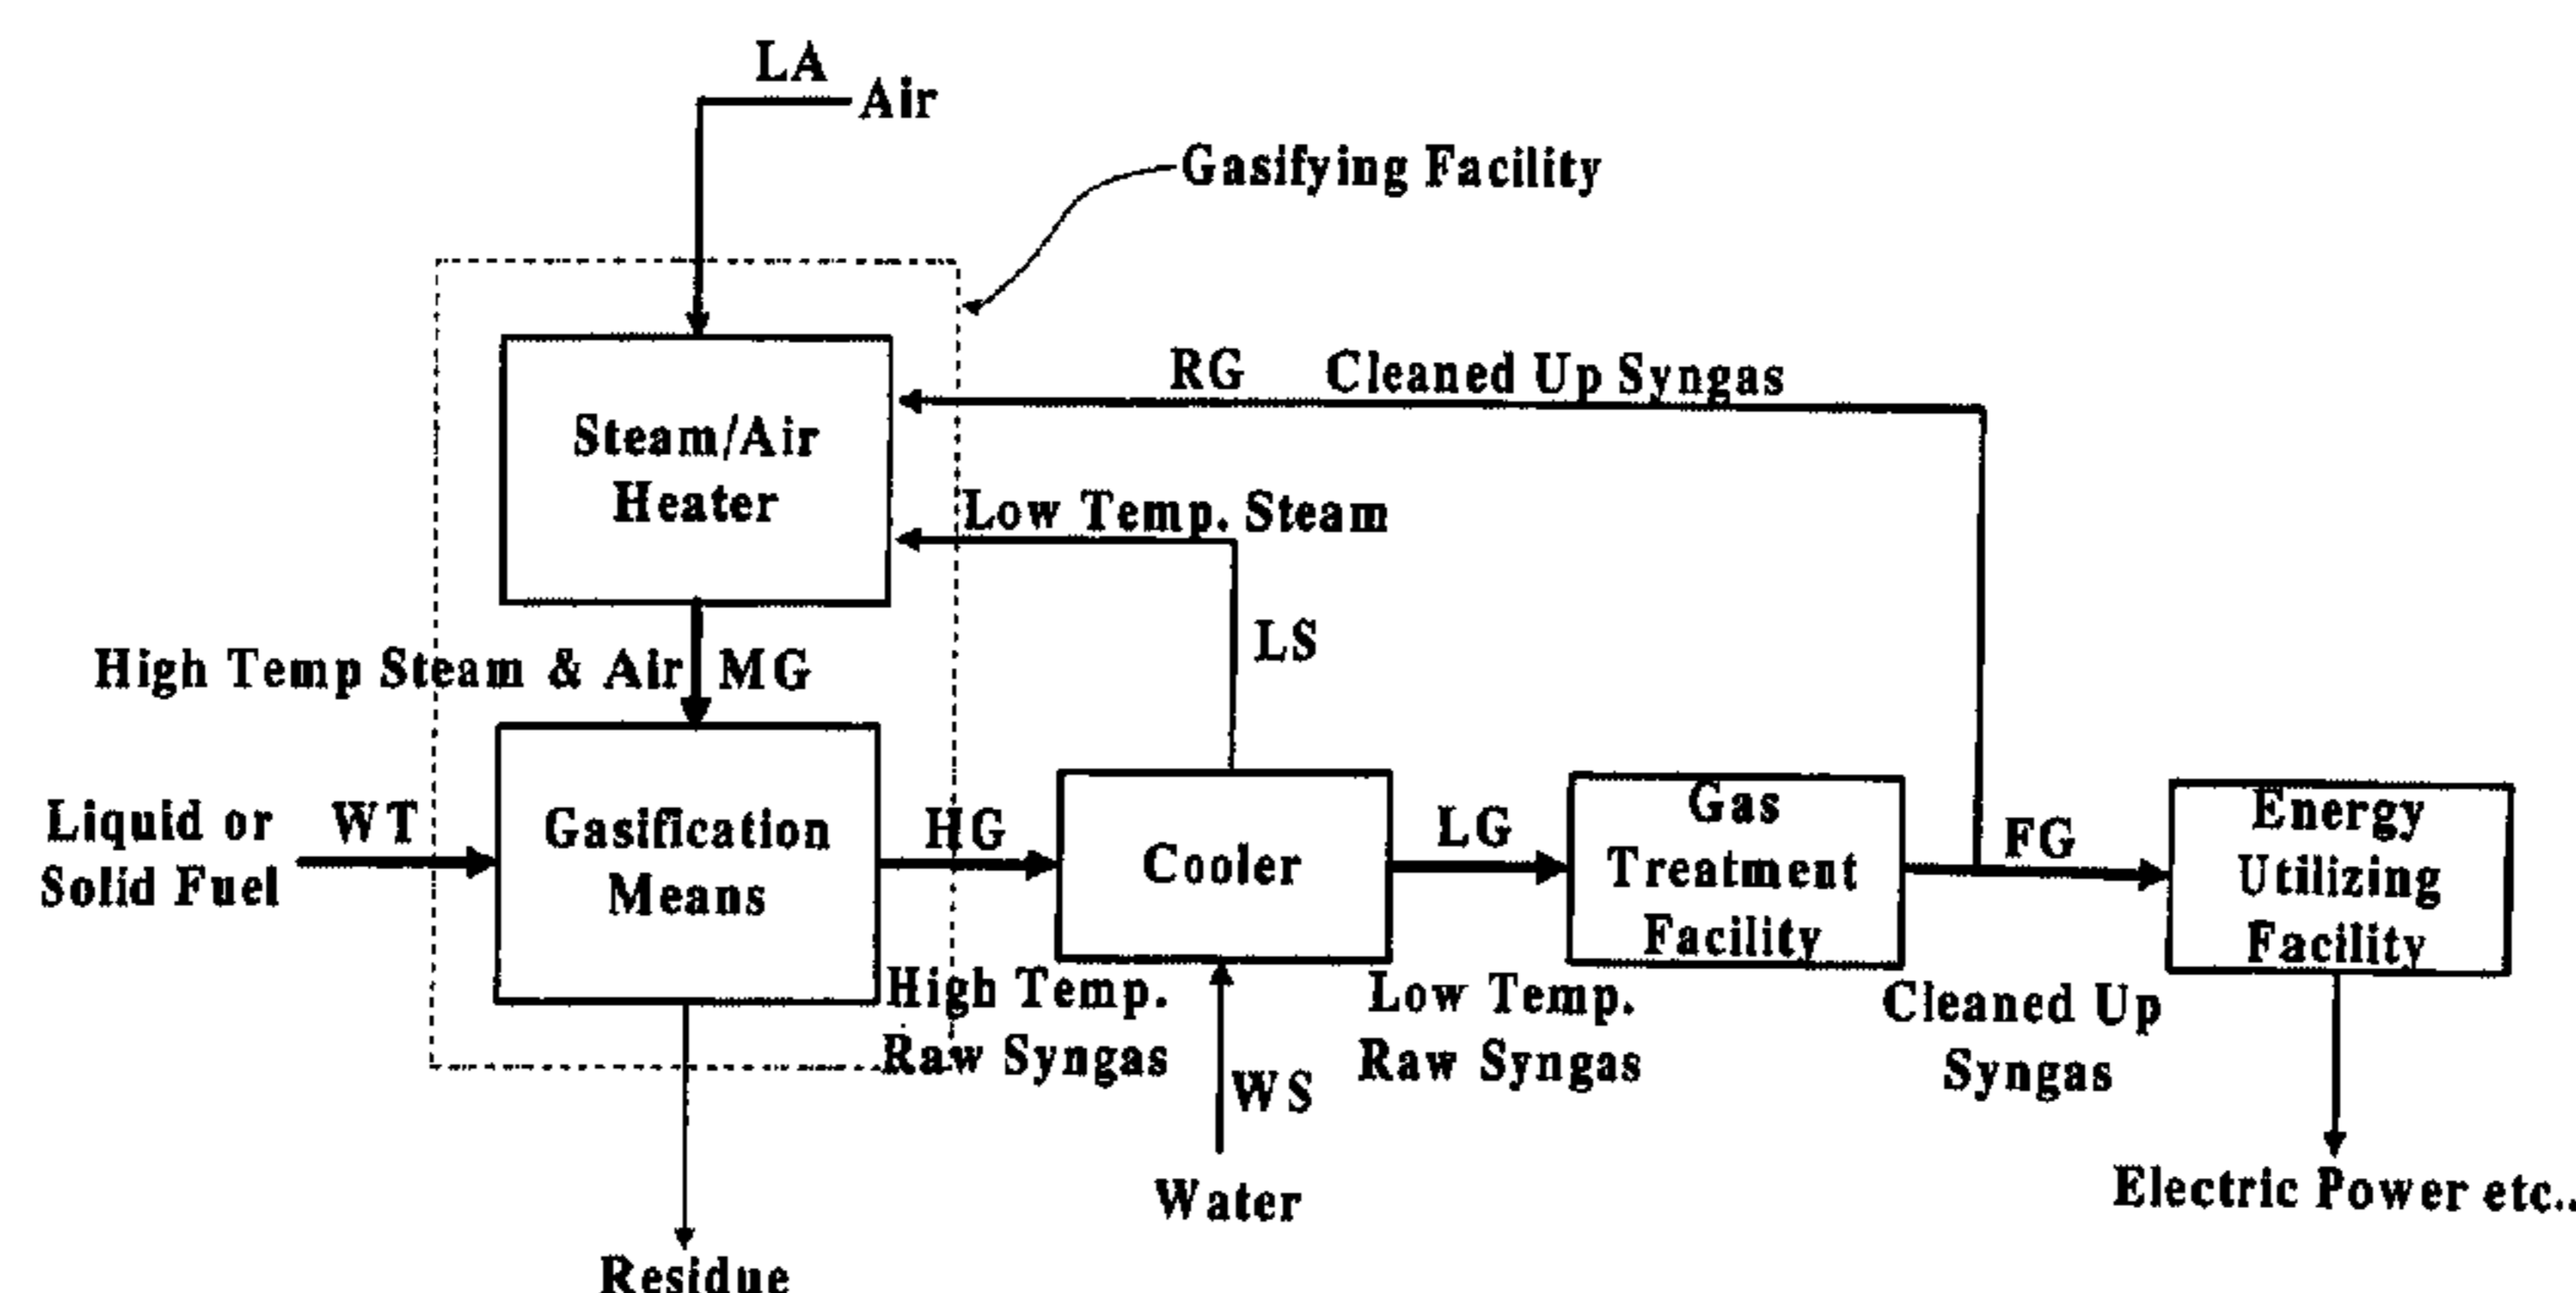 LA
Air
Gasifying Facility
RG
Cleaned Up Syngas
Steam/Air
Heater
Low Temp. Steam
LS
High Temp Steam & Air
MG
Liquid or
Solid Fuel
WT
Gasification
Means
HG
High Temp.
Raw Syngas
Cooler
WS
Water
LG
Low Temp.
Raw Syngas
Gas
Treatment
Facility
FG
Cleaned Up
Syngas
Energy
Utilizing
Facility
Electric Power etc..
Residue